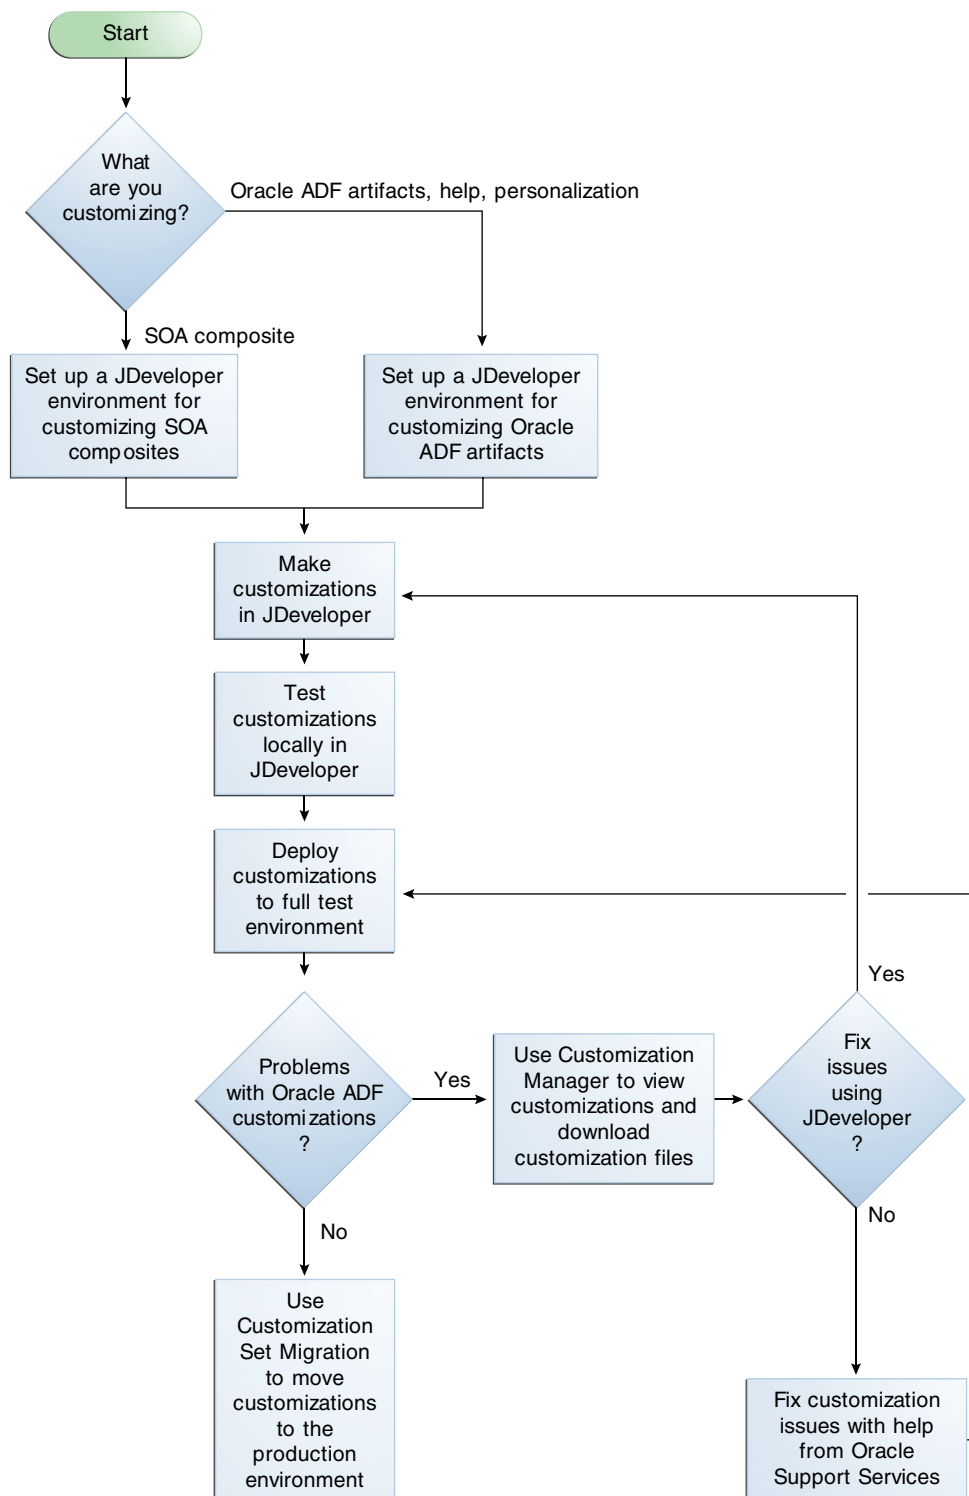 Start
What
are you
customizing?
Oracle ADF artifacts, help, personalization
SOA composite
Set up a JDeveloper
environment for
customizing SOA
composites
Set up a JDeveloper
environment for
customizing Oracle
ADF artifacts
Make
customizations
in JDeveloper
Test
customizations
locally in
JDeveloper
Deploy
customizations
to full test
environment
Problems
with Oracle ADF
customizations
?
Yes
Use Customization
Manager to view
customizations and
download
customization files
Fix
issues
using
JDeveloper
?
Yes
No
No
Use
Customization
Set Migration
to move
customizations
to the
production
environment
Fix customization
issues with help
from Oracle
Support Services